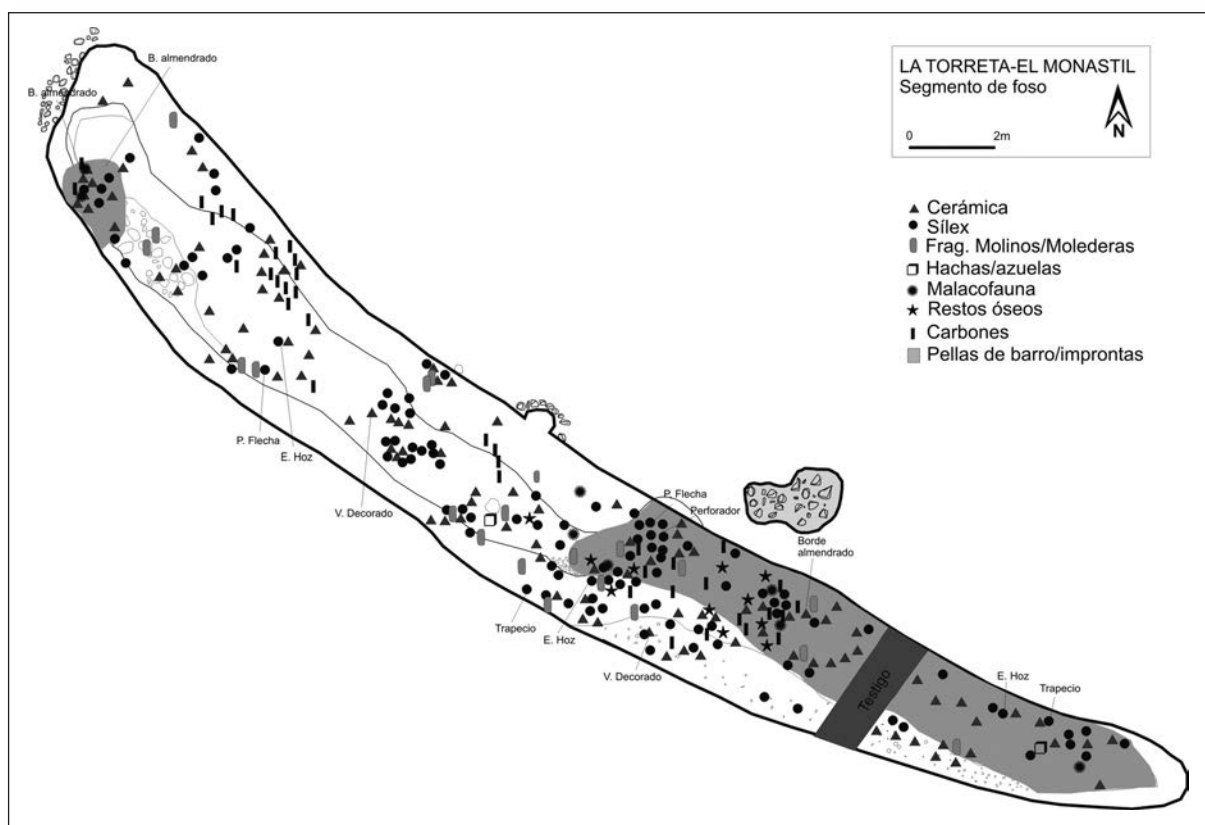 B. almendrado
B. almendrado
LA TORRETA-EL MONASTIL
Segmento de foso
0 2m
N
Cerámica
Sílex
Frag. Molinos/Molederas
Hachas/azuelas
Malacofauna
Restos óseos
Carbones
Pellas de barro/improntas
P. Flecha
E. Hoz
V. Decorado
P. Flecha
Perforador
Borde
almendrado
Trapecio
E. Hoz
V. Decorado
Testigo
E. Hoz
Trapecio